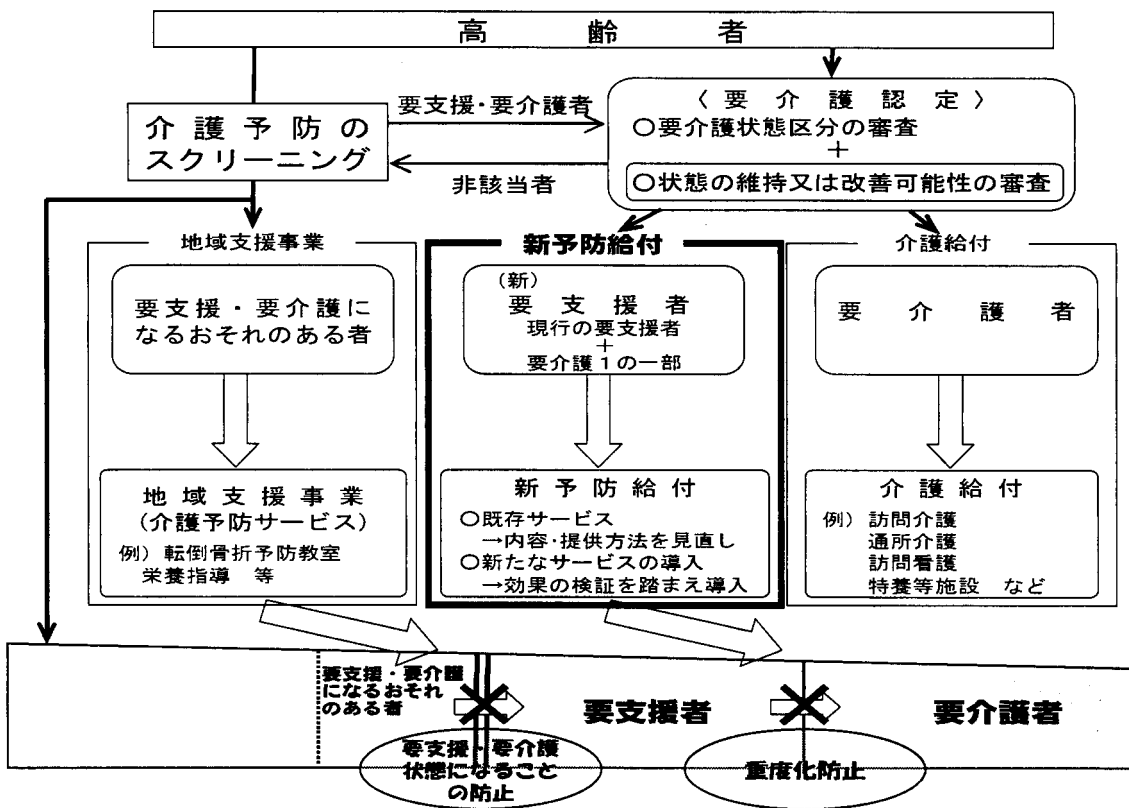 高齢者
介護予防の
スクリーニング
要支援・要介護者
非該当者
〈要介護認定〉
○要介護状態区分の審査
+
○状態の維持又は改善可能性の審査
地域支援事業
要支援・要介護に
なるおそれのある者
地域支援事業
(介護予防サービス)
例)転倒骨折予防教室
栄養指導 等
新予防給付
(新)
要支援者
現行の要支援者
+
要介護1の一部
新予防給付
○既存サービス
→内容・提供方法を見直し
○新たなサービスの導入
→効果の検証を踏まえ導入
介護給付
要介護者
介護給付
例)訪問介護
通所介護
訪問看護
特養等施設 など
要支援・要介護
になるおそれ
のある者
要支援者
要介護者
要支援・要介護
状態になること
の防止
重度化防止